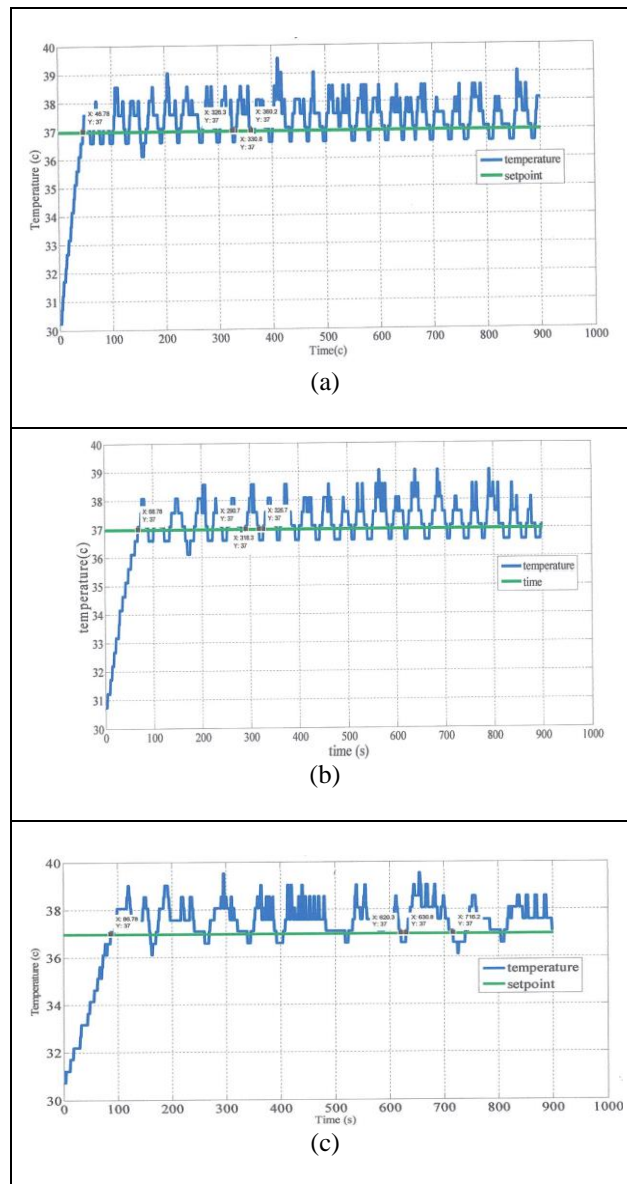 40
39
38
37
36
35
34
33
32
31
30
Temperature (c)
X: 46.78
Y: 37
X: 326.3
Y: 37
X: 360.2
Y: 37
X: 330.8
Y: 37
temperature
setpoint
0 100 200 300 400 500 600 700 800 900 1000
Time(c)
(a)
40
39
38
37
36
35
34
33
32
31
30
temperature(c)
X: 68.78
Y: 37
X: 290.7
Y: 37
X: 326.7
Y: 37
X: 318.3
Y: 37
temperature
time
0 100 200 300 400 500 600 700 800 900 1000
time (s)
(b)
40
38
36
34
32
30
Temperature (c)
X: 86.78
Y: 37
X: 620.3
Y: 37
X: 630.8
Y: 37
X: 716.2
Y: 37
temperature
setpoint
0 100 200 300 400 500 600 700 800 900 1000
Time (s)
(c)